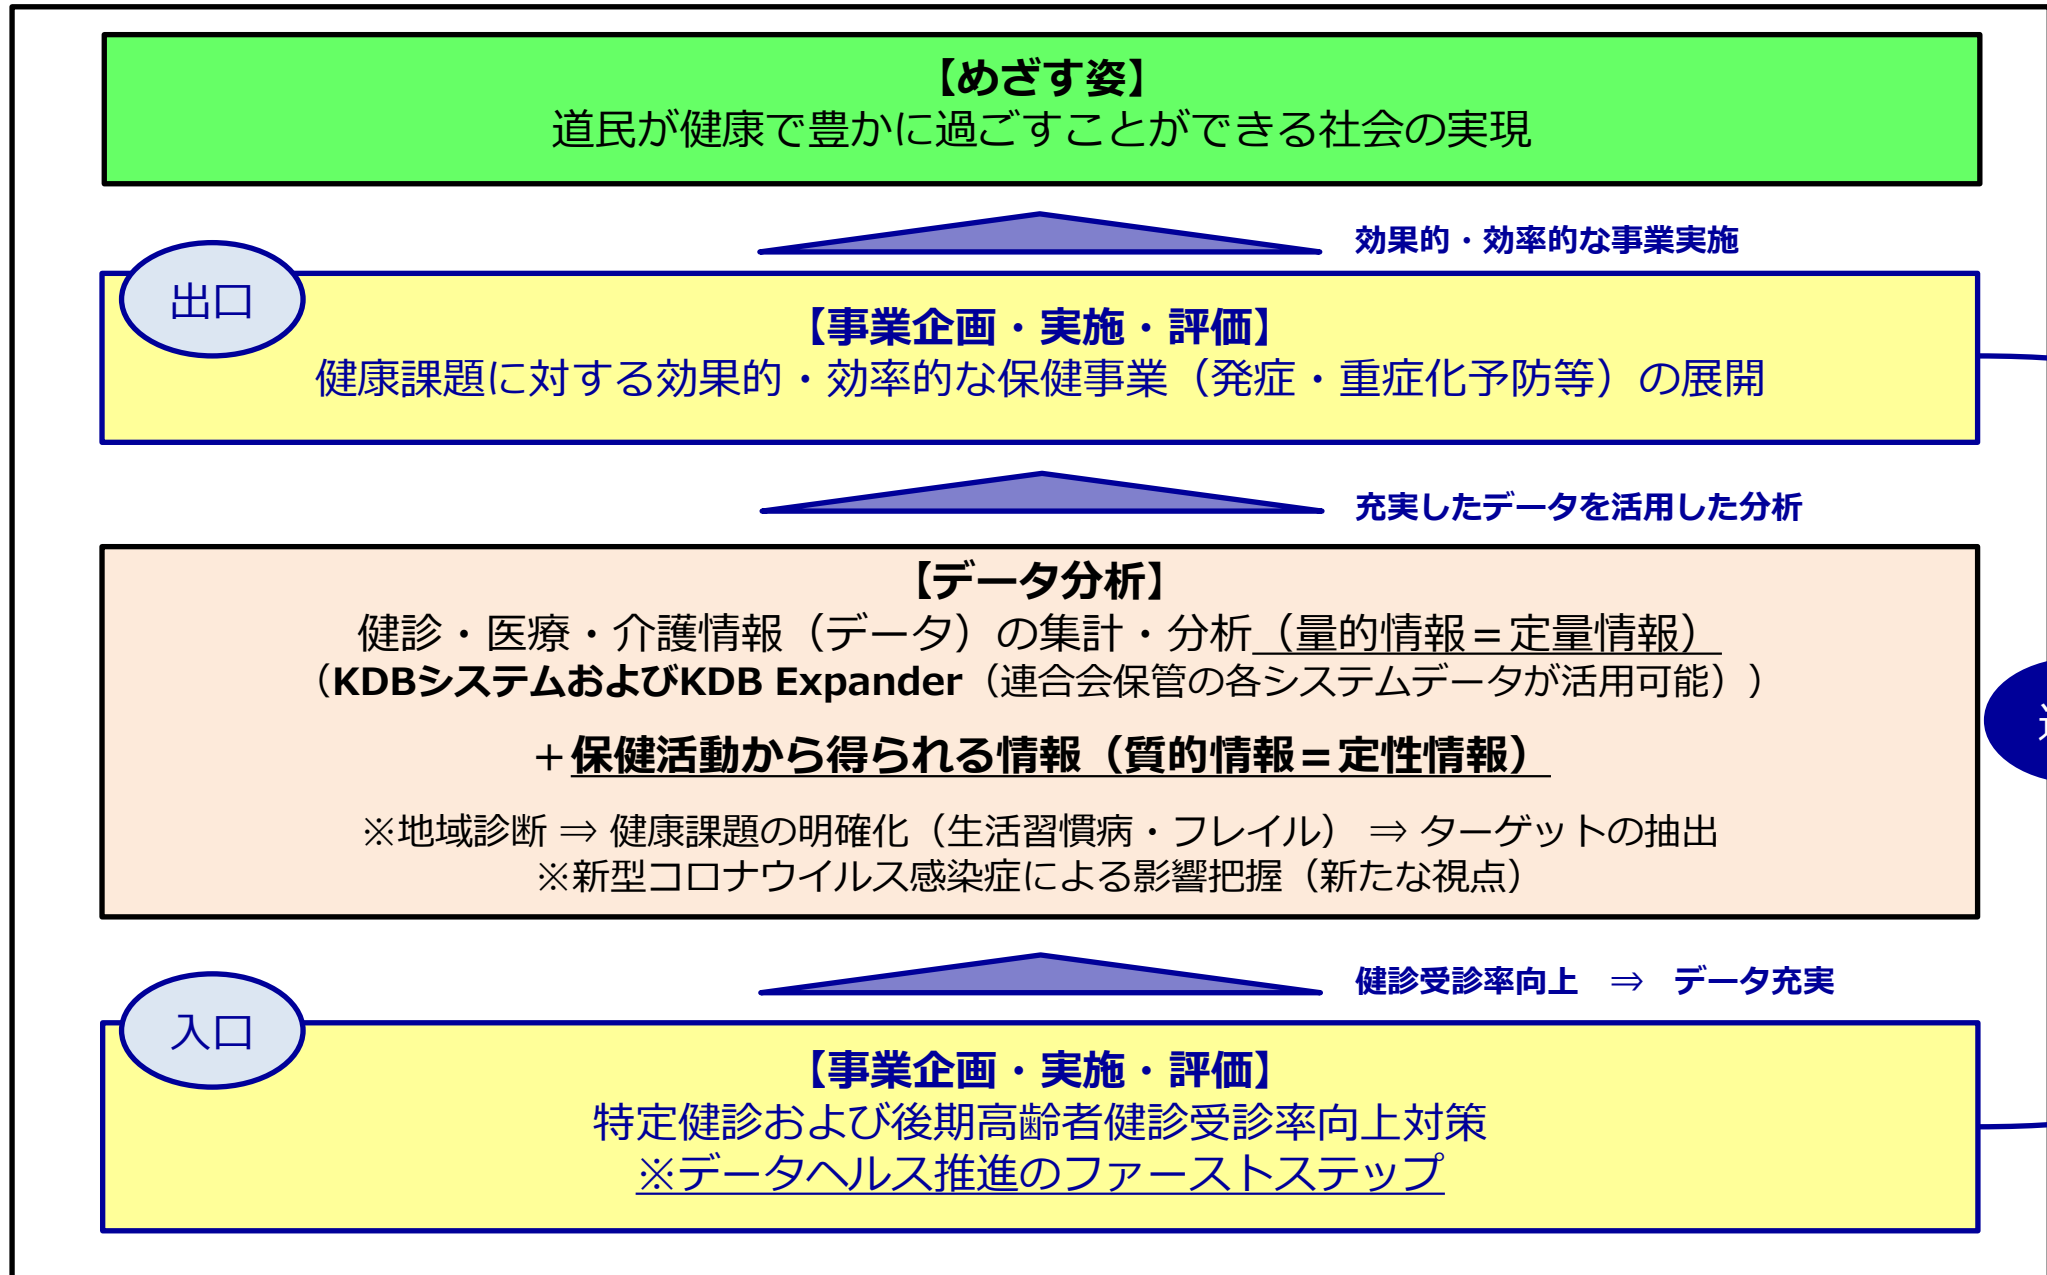 【めざす姿】
道民が健康で豊かに過ごすことができる社会の実現
効果的・効率的な事業実施
出口
【事業企画・実施・評価】
健康課題に対する効果的・効率的な保健事業（発症・重症化予防等）の展開
充実したデータを活用した分析
【データ分析】
健診・医療・介護情報（データ）の集計・分析（量的情報＝定量情報）
（KDBシステムおよびKDB Expander（連合会保管の各システムデータが活用可能））
＋保健活動から得られる情報（質的情報＝定性情報）
※地域診断 ⇒ 健康課題の明確化（生活習慣病・フレイル） ⇒ ターゲットの抽出
※新型コロナウイルス感染症による影響把握（新たな視点）
健診受診率向上　⇒　データ充実
入口
【事業企画・実施・評価】
特定健診および後期高齢者健診受診率向上対策
※データヘルス推進のファーストステップ